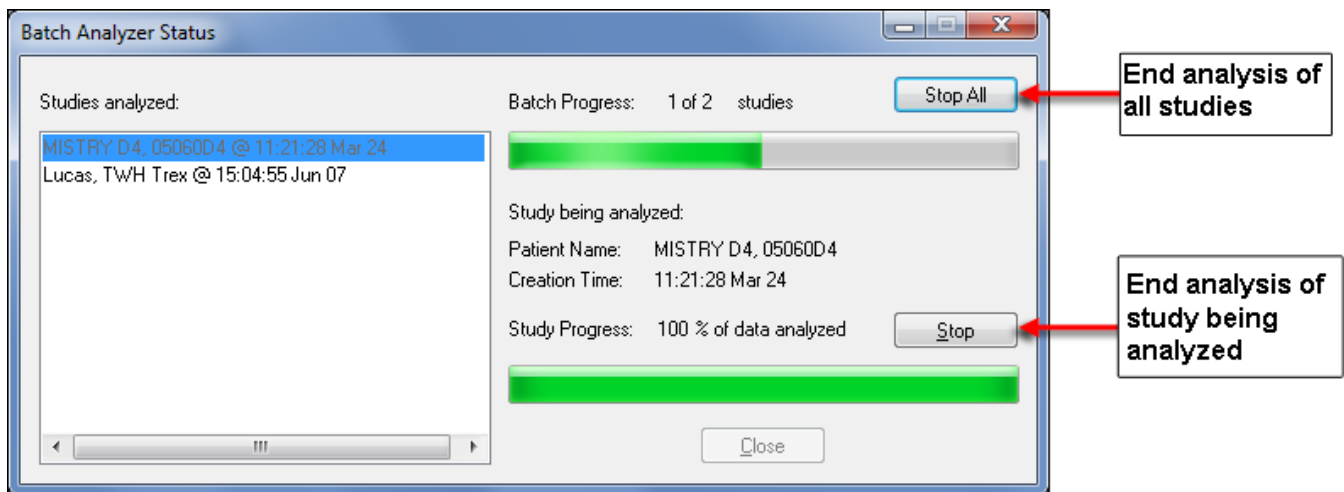 Batch Analyzer Status
Studies analyzed:
MISTRY D4, 05060D4 @ 11:21:28 Mar 24
Lucas, TWH Trex @ 15:04:55 Jun 07
Batch Progress: 1 of 2 studies
Stop All
Study being analyzed:
Patient Name: MISTRY D4, 05060D4
Creation Time: 11:21:28 Mar 24
Study Progress: 100 % of data analyzed
Stop
Close
End analysis of
all studies
End analysis of
study being
analyzed